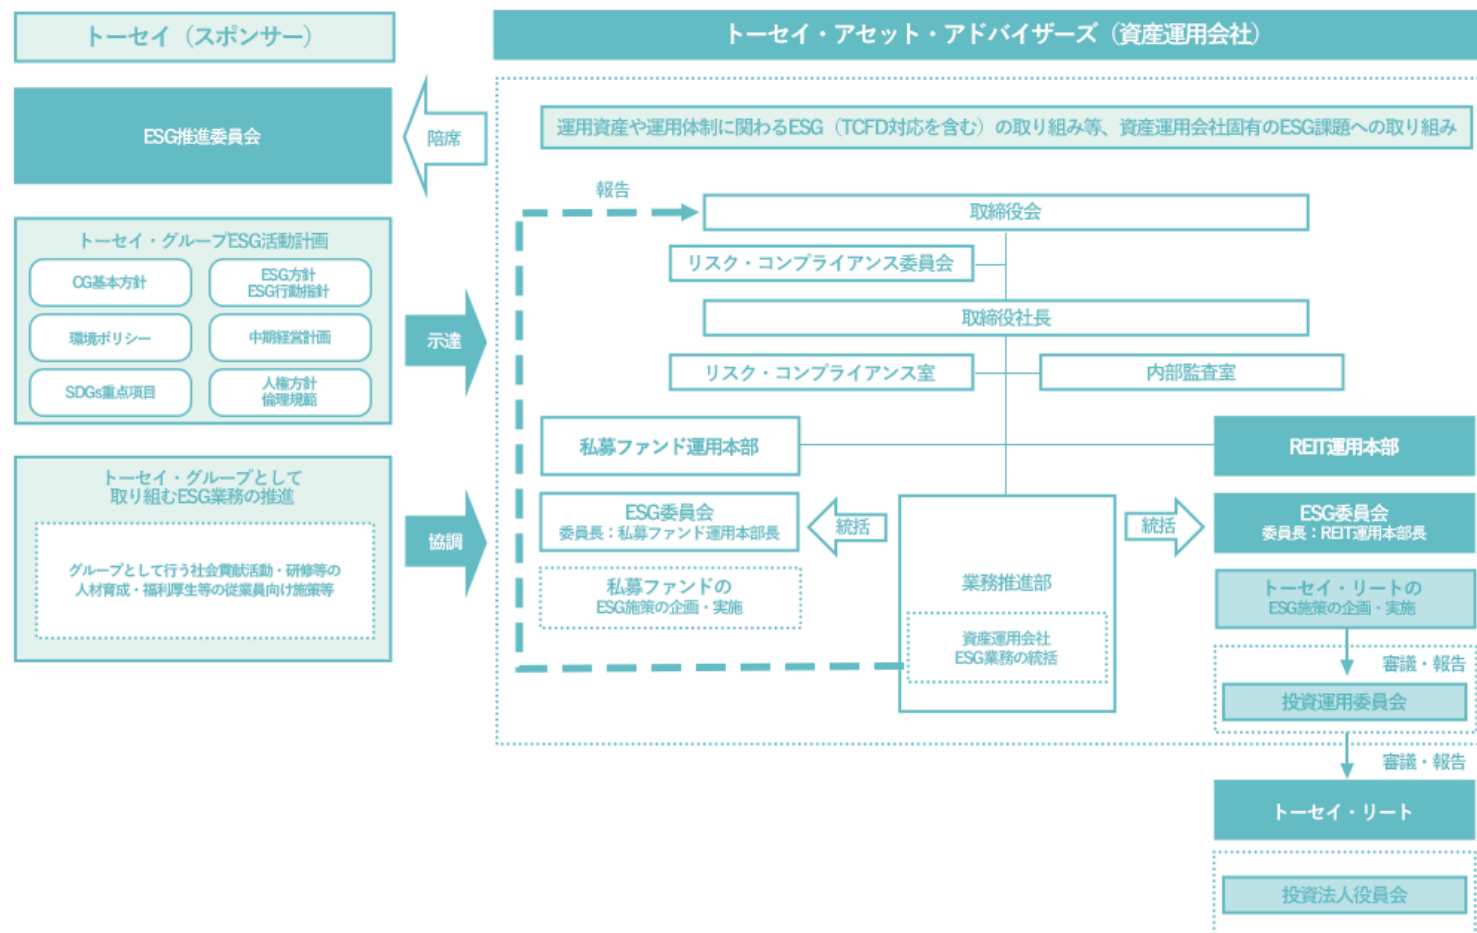 トーセイ（スポンサー）
トーセイ・アセット・アドバイザーズ（資産運用会社）
ESG推進委員会
陪席
運用資産や運用体制に関わるESG（TCFD対応を含む）の取り組み等、資産運用会社固有のESG課題への取り組み
報告
取締役会
リスク・コンプライアンス委員会
取締役社長
リスク・コンプライアンス室
内部監査室
トーセイ・グループESG活動計画
CG基本方針
ESG方針
ESG行動指針
環境ポリシー
中期経営計画
SDGs重点項目
人権方針
倫理規範
示達
トーセイ・グループとして
取り組むESG業務の推進
グループとして行う社会貢献活動・研修等の
人材育成・福利厚生等の従業員向け施策等
協調
私募ファンド運用本部
REIT運用本部
ESG委員会
委員長：私募ファンド運用本部長
統括
統括
ESG委員会
委員長：REIT運用本部長
私募ファンドの
ESG施策の企画・実施
業務推進部
資産運用会社
ESG業務の統括
トーセイ・リートの
ESG施策の企画・実施
審議・報告
投資運用委員会
審議・報告
トーセイ・リート
投資法人役員会